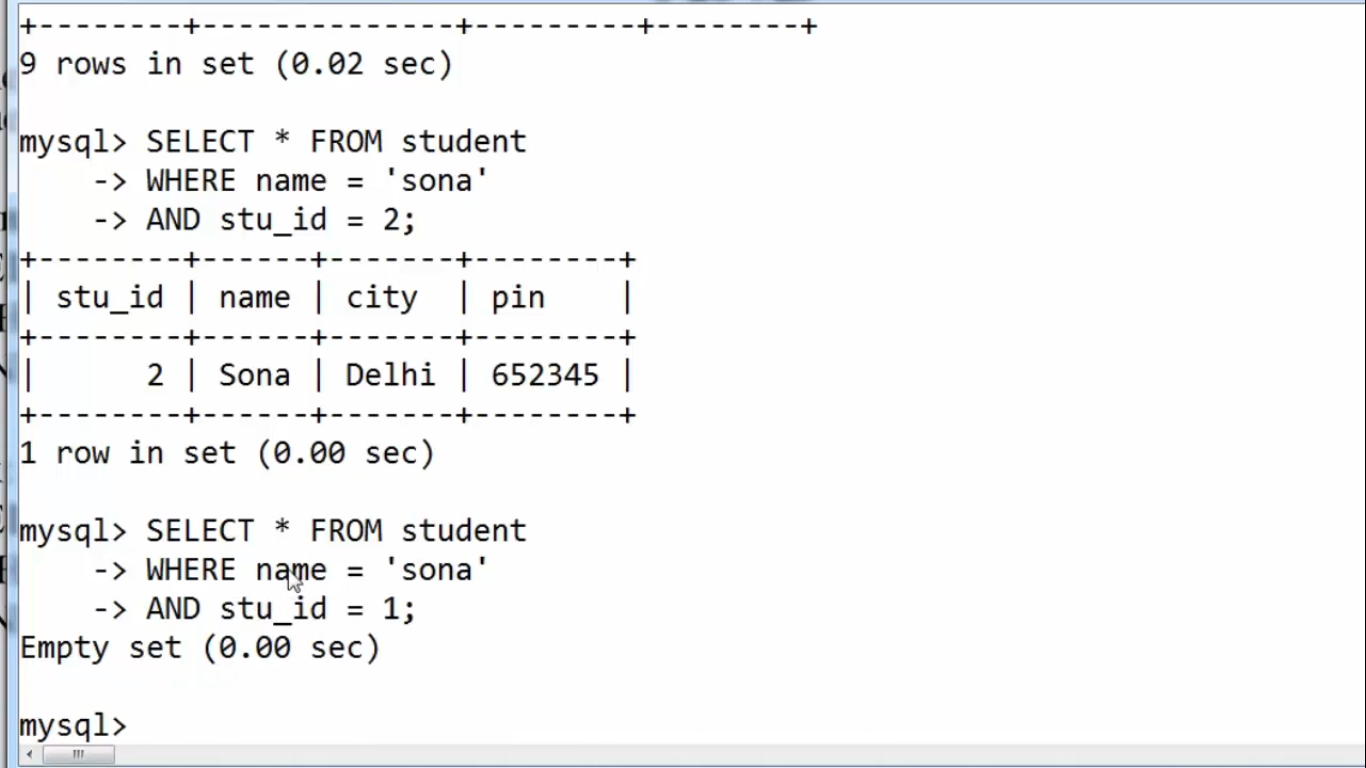 +--------+--------------+---------+--------+
9 rows in set (0.02 sec)
mysql> SELECT * FROM student
    -> WHERE name = 'sona'
    -> AND stu_id = 2;
+--------+------+-------+--------+
| stu_id | name | city  | pin    |
+--------+------+-------+--------+
|      2 | Sona | Delhi | 652345 |
+--------+------+-------+--------+
1 row in set (0.00 sec)
mysql> SELECT * FROM student
    -> WHERE name = 'sona'
    -> AND stu_id = 1;
Empty set (0.00 sec)
mysql>